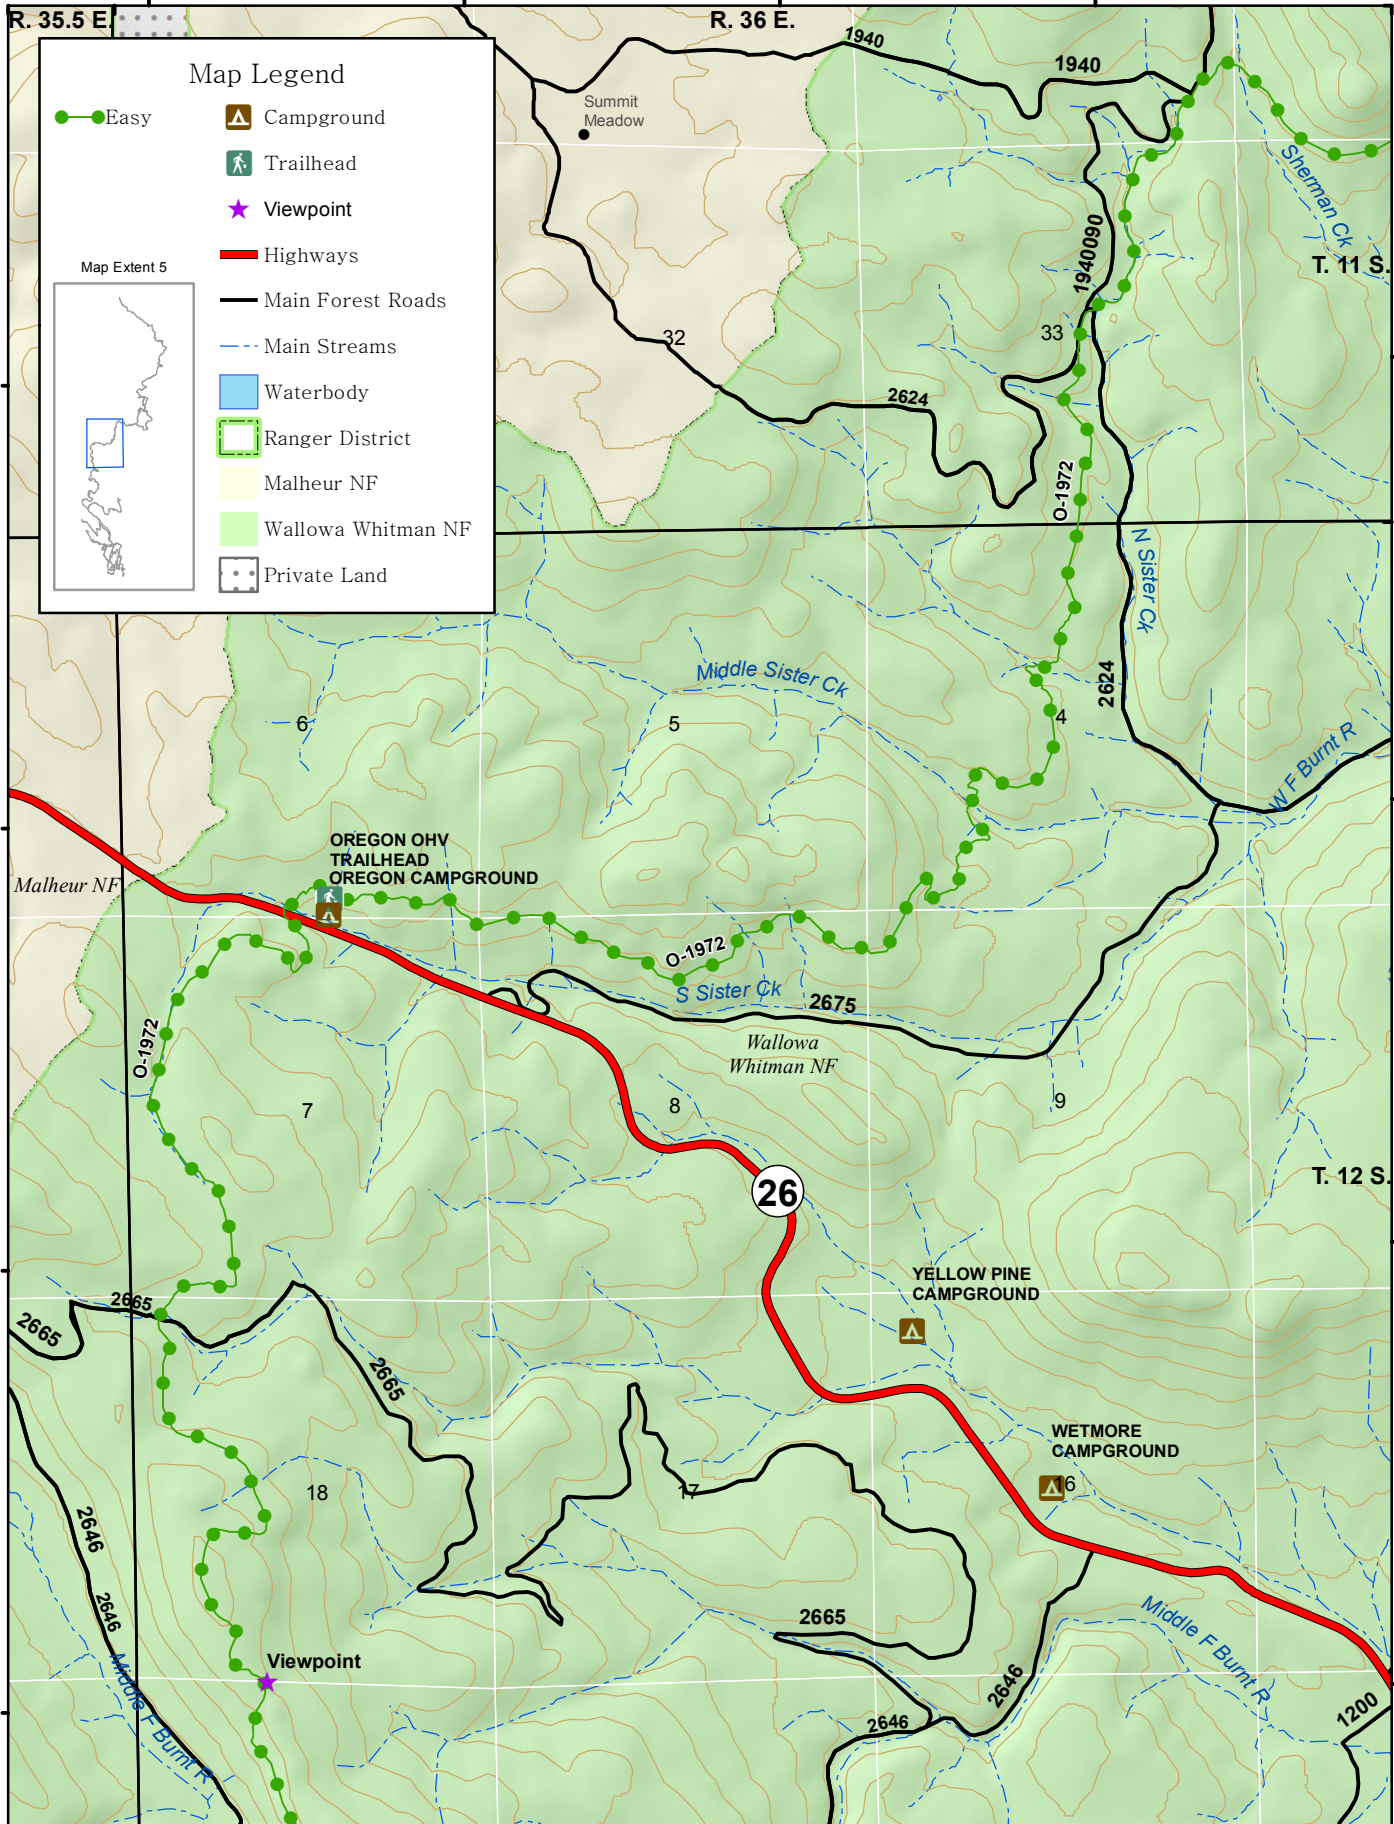 R. 35.5 E.
R. 36 E.
Map Legend
Easy
Campground
Trailhead
Viewpoint
Highways
Main Forest Roads
Main Streams
Waterbody
Ranger District
Malheur NF
Wallowa Whitman NF
Private Land
Map Extent 5
1940
1940
Summit
Meadow
Sherman Ck
T. 11 S.
1940090
33
32
2624
O-1972
N Sister Ck
2624
Middle Sister Ck
6
5
4
W F Burnt R
OREGON OHV
TRAILHEAD
OREGON CAMPGROUND
Malheur NF
O-1972
S Sister Ck
2675
Wallowa
Whitman NF
O-1972
7
8
9
T. 12 S.
26
YELLOW PINE
CAMPGROUND
2665
2665
2665
WETMORE
CAMPGROUND
16
17
18
2646
2646
Middle F Burnt R
Viewpoint
2665
2646
2646
Middle F Burnt R
1200